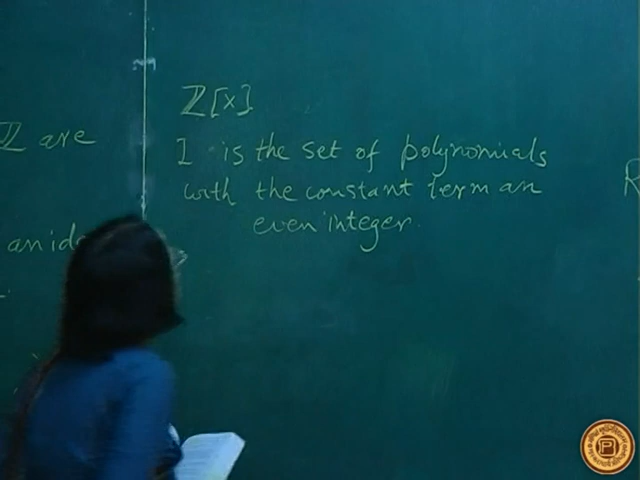 ℤ are
an id
ℤ[x]
I is the set of polynomials
with the constant term an
even integer.
R